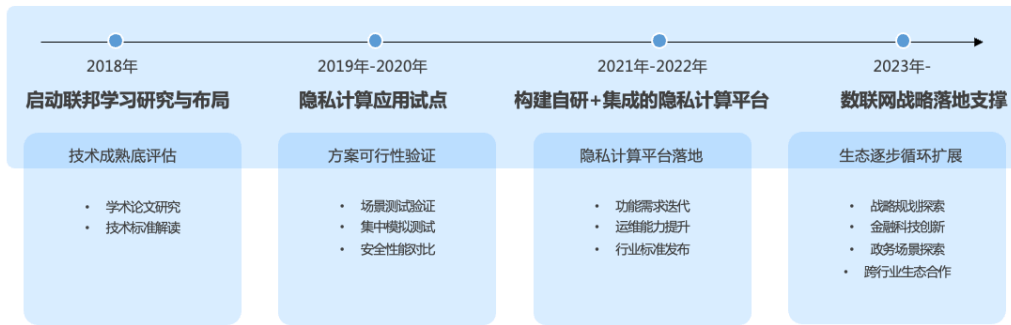 2018年
2019年-2020年
2021年-2022年
2023年-
启动联邦学习研究与布局
隐私计算应用试点
构建自研+集成的隐私计算平台
数联网战略落地支撑
技术成熟底评估
• 学术论文研究
• 技术标准解读
方案可行性验证
• 场景测试验证
• 集中模拟测试
• 安全性能对比
隐私计算平台落地
• 功能需求迭代
• 运维能力提升
• 行业标准发布
生态逐步循环扩展
• 战略规划探索
• 金融科技创新
• 政务场景探索
• 跨行业生态合作